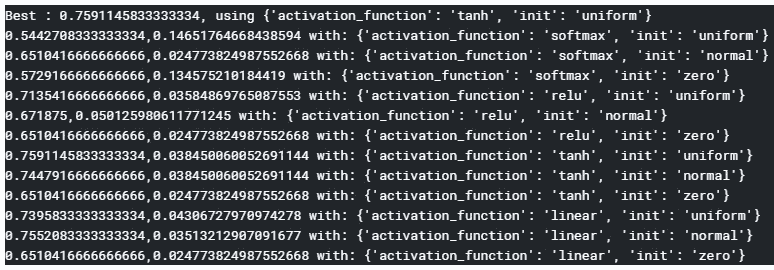 Best : 0.7591145833333334, using {'activation_function': 'tanh', 'init': 'uniform'}
0.5442708333333334,0.14651764668438594 with: {'activation_function': 'softmax', 'init': 'uniform'}
0.6510416666666666,0.024773824987552668 with: {'activation_function': 'softmax', 'init': 'normal'}
0.5729166666666666,0.134575210184419 with: {'activation_function': 'softmax', 'init': 'zero'}
0.7135416666666666,0.03584869765087553 with: {'activation_function': 'relu', 'init': 'uniform'}
0.671875,0.050125980611771245 with: {'activation_function': 'relu', 'init': 'normal'}
0.6510416666666666,0.024773824987552668 with: {'activation_function': 'relu', 'init': 'zero'}
0.7591145833333334,0.038450060052691144 with: {'activation_function': 'tanh', 'init': 'uniform'}
0.7447916666666666,0.038450060052691144 with: {'activation_function': 'tanh', 'init': 'normal'}
0.6510416666666666,0.024773824987552668 with: {'activation_function': 'tanh', 'init': 'zero'}
0.7395833333333334,0.04306727970974278 with: {'activation_function': 'linear', 'init': 'uniform'}
0.7552083333333334,0.03513212907091677 with: {'activation_function': 'linear', 'init': 'normal'}
0.6510416666666666,0.024773824987552668 with: {'activation_function': 'linear', 'init': 'zero'}